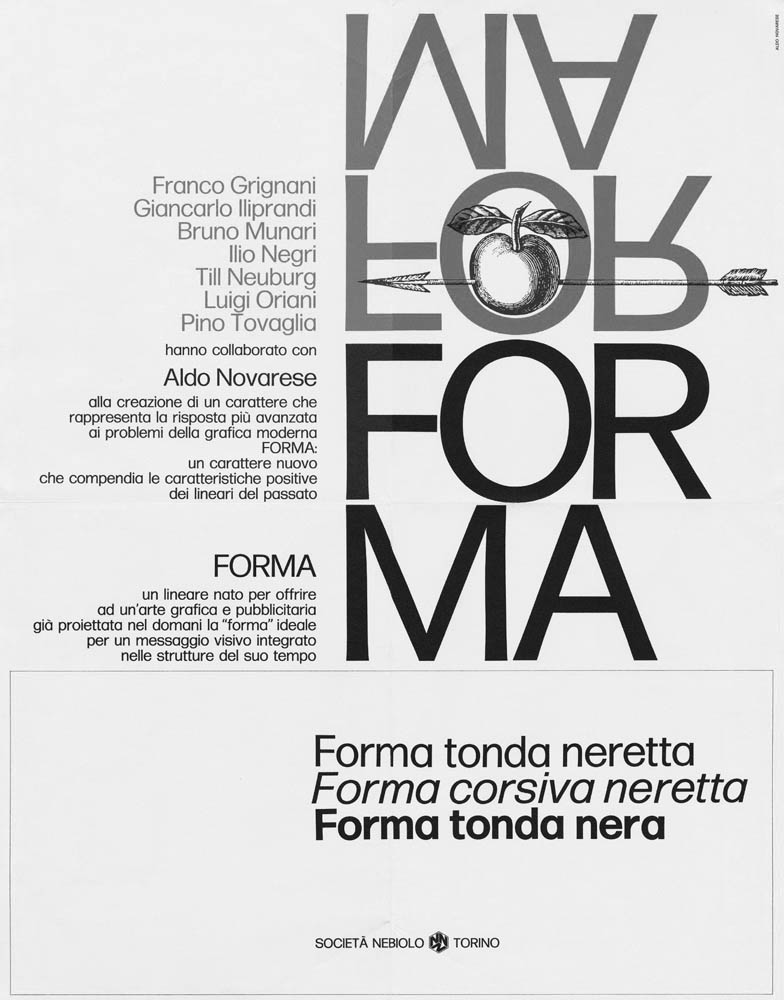 ALDO NOVARESE
MA
FOR
Franco Grignani
Giancarlo Iliprandi
Bruno Munari
Ilio Negri
Till Neuburg
Luigi Oriani
Pino Tovaglia
hanno collaborato con
Aldo Novarese
alla creazione di un carattere che
rappresenta la risposta più avanzata
ai problemi della grafica moderna
FORMA:
un carattere nuovo
che compendia le caratteristiche positive
dei lineari del passato
FOR
MA
FORMA
un lineare nato per offrire
ad un'arte grafica e pubblicitaria
già proiettata nel domani la "forma" ideale
per un messaggio visivo integrato
nelle strutture del suo tempo
Forma tonda neretta
Forma corsiva neretta
Forma tonda nera
SOCIETÀ NEBIOLO TORINO